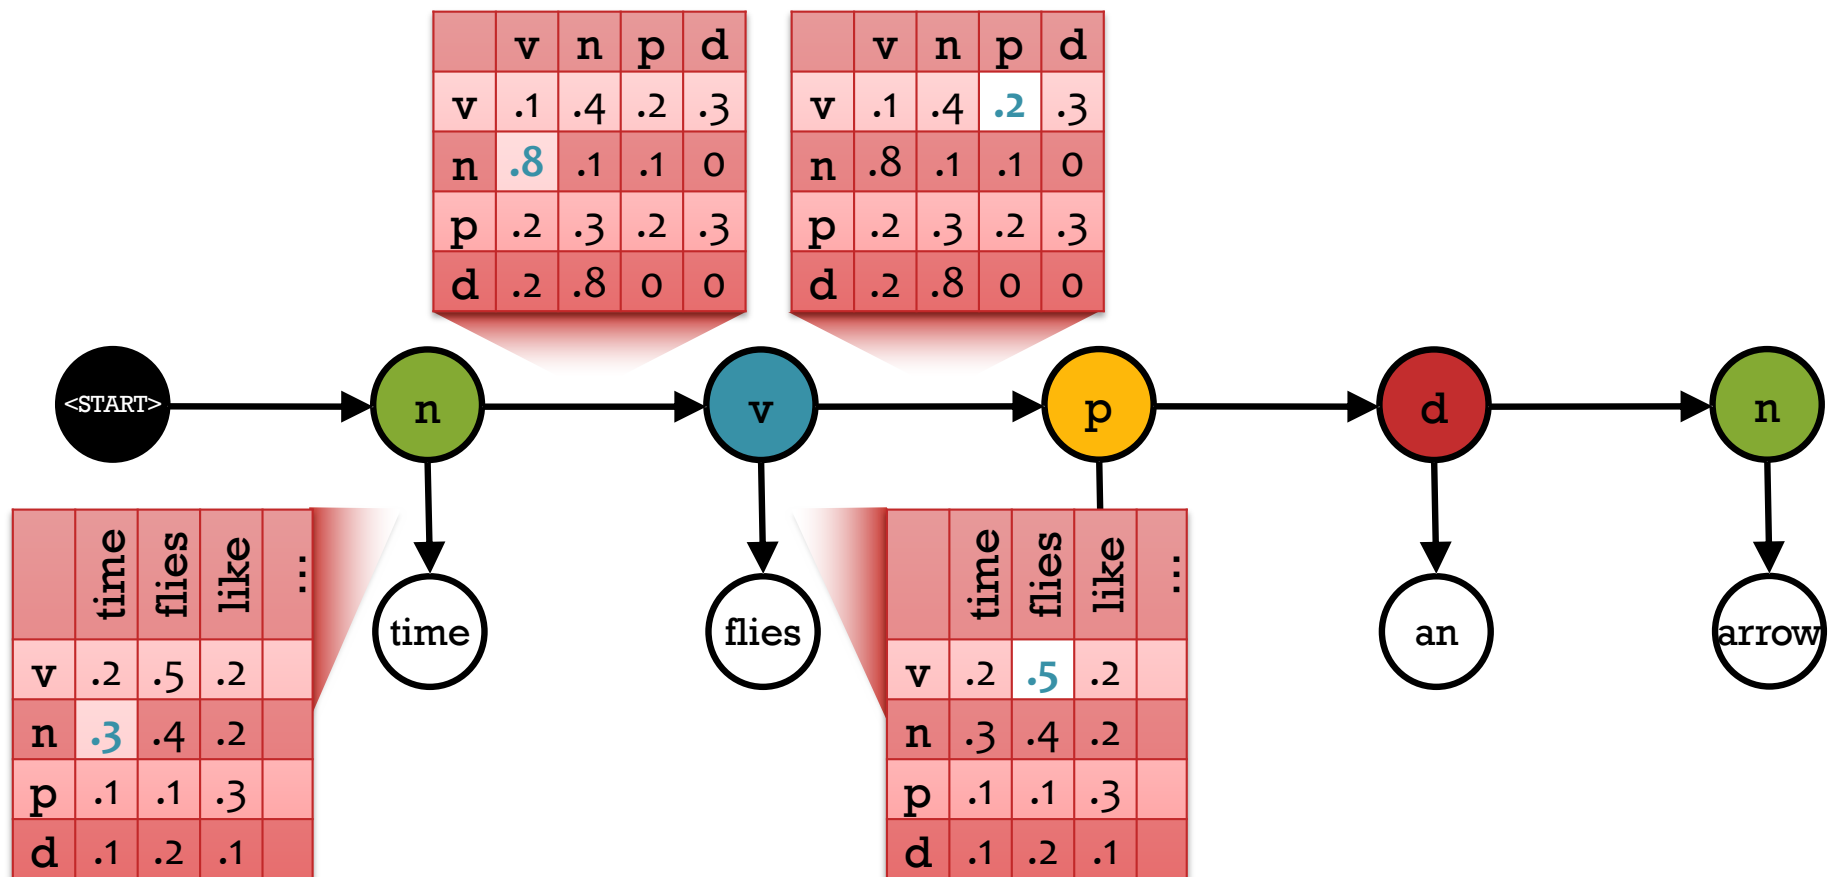 v n p d
v .1 .4 .2 .3
n .8 .1 .1 0
p .2 .3 .2 .3
d .2 .8 0 0
v n p d
v .1 .4 .2 .3
n .8 .1 .1 0
p .2 .3 .2 .3
d .2 .8 0 0
<START> n v p d n
time flies like ...
v .2 .5 .2
n .3 .4 .2
p .1 .1 .3
d .1 .2 .1
time flies
time flies like ...
v .2 .5 .2
n .3 .4 .2
p .1 .1 .3
d .1 .2 .1
an arrow